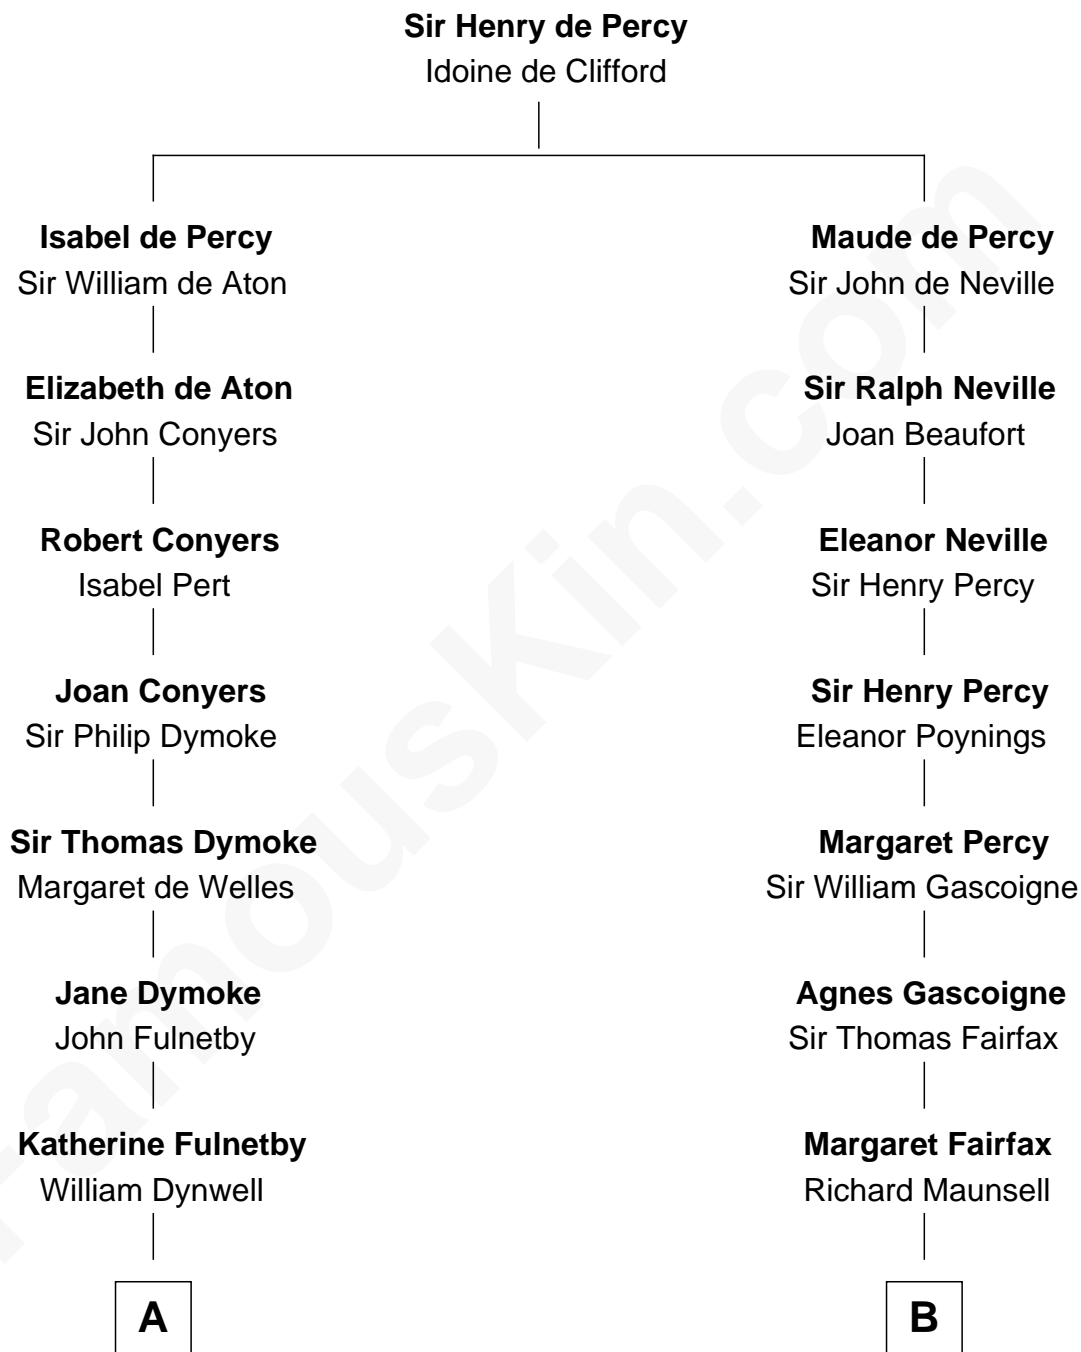 Sir Henry de Percy
Idoine de Clifford
Isabel de Percy
Sir William de Aton
Maude de Percy
Sir John de Neville
Elizabeth de Aton
Sir John Conyers
Sir Ralph Neville
Joan Beaufort
Robert Conyers
Isabel Pert
Eleanor Neville
Sir Henry Percy
Joan Conyers
Sir Philip Dymoke
Sir Henry Percy
Eleanor Poynings
Sir Thomas Dymoke
Margaret de Welles
Margaret Percy
Sir William Gascoigne
Jane Dymoke
John Fulnetby
Agnes Gascoigne
Sir Thomas Fairfax
Katherine Fulnetby
William Dynwell
Margaret Fairfax
Richard Maunsell
A
B
FamousKin.com